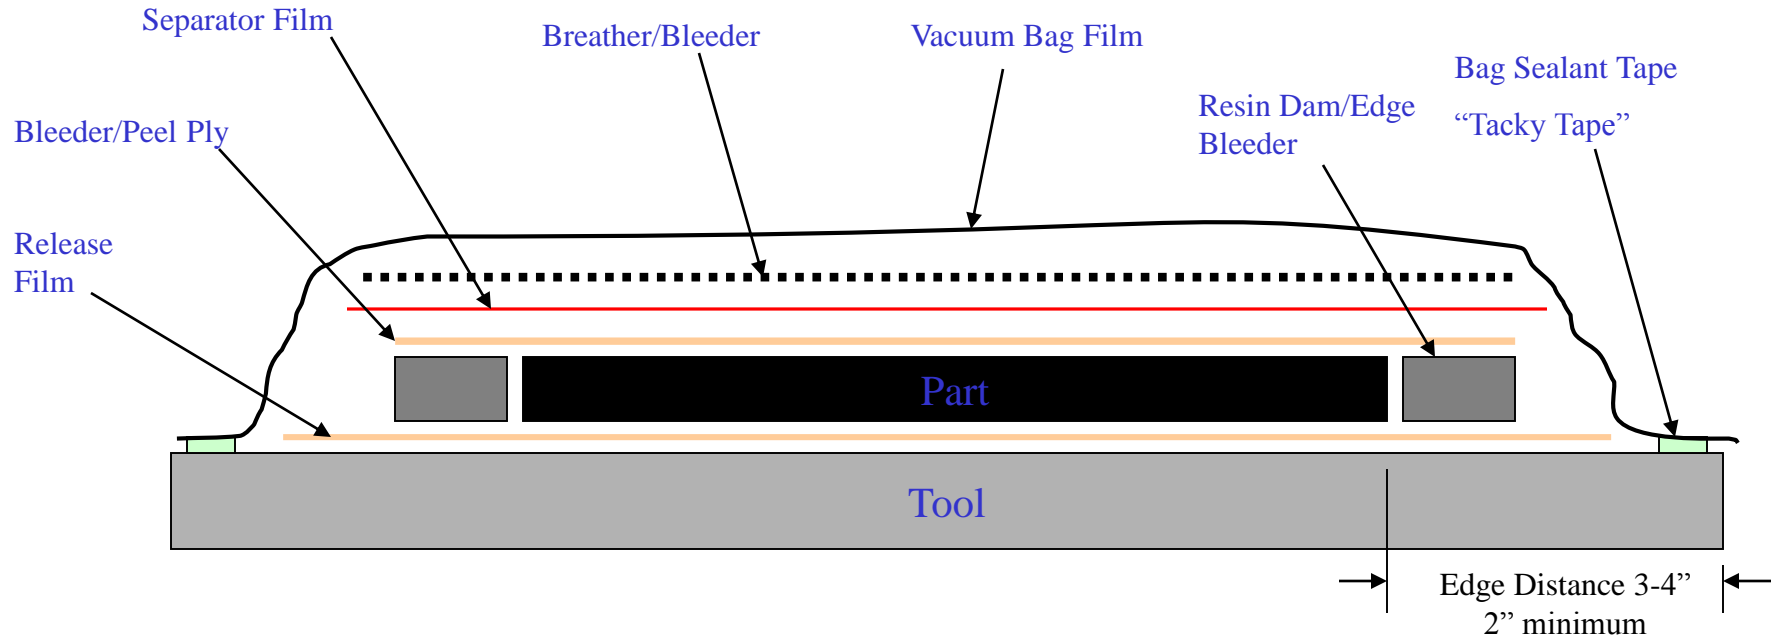 Separator Film
Breather/Bleeder
Vacuum Bag Film
Bag Sealant Tape
“Tacky Tape”
Resin Dam/Edge
Bleeder
Bleeder/Peel Ply
Release
Film
Part
Tool
Edge Distance 3-4”
2” minimum